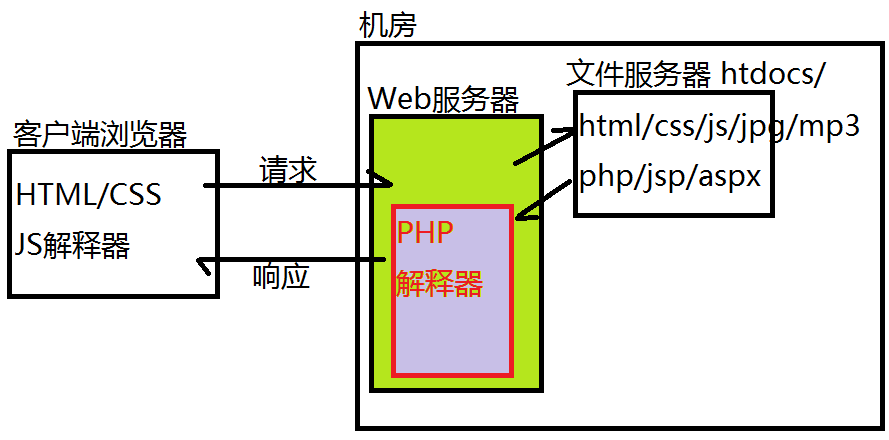 机房
文件服务器 htdocs/
html/css/js/jpg/mp3
php/jsp/aspx
Web服务器
PHP
解释器
客户端浏览器
HTML/CSS
JS解释器
请求
响应